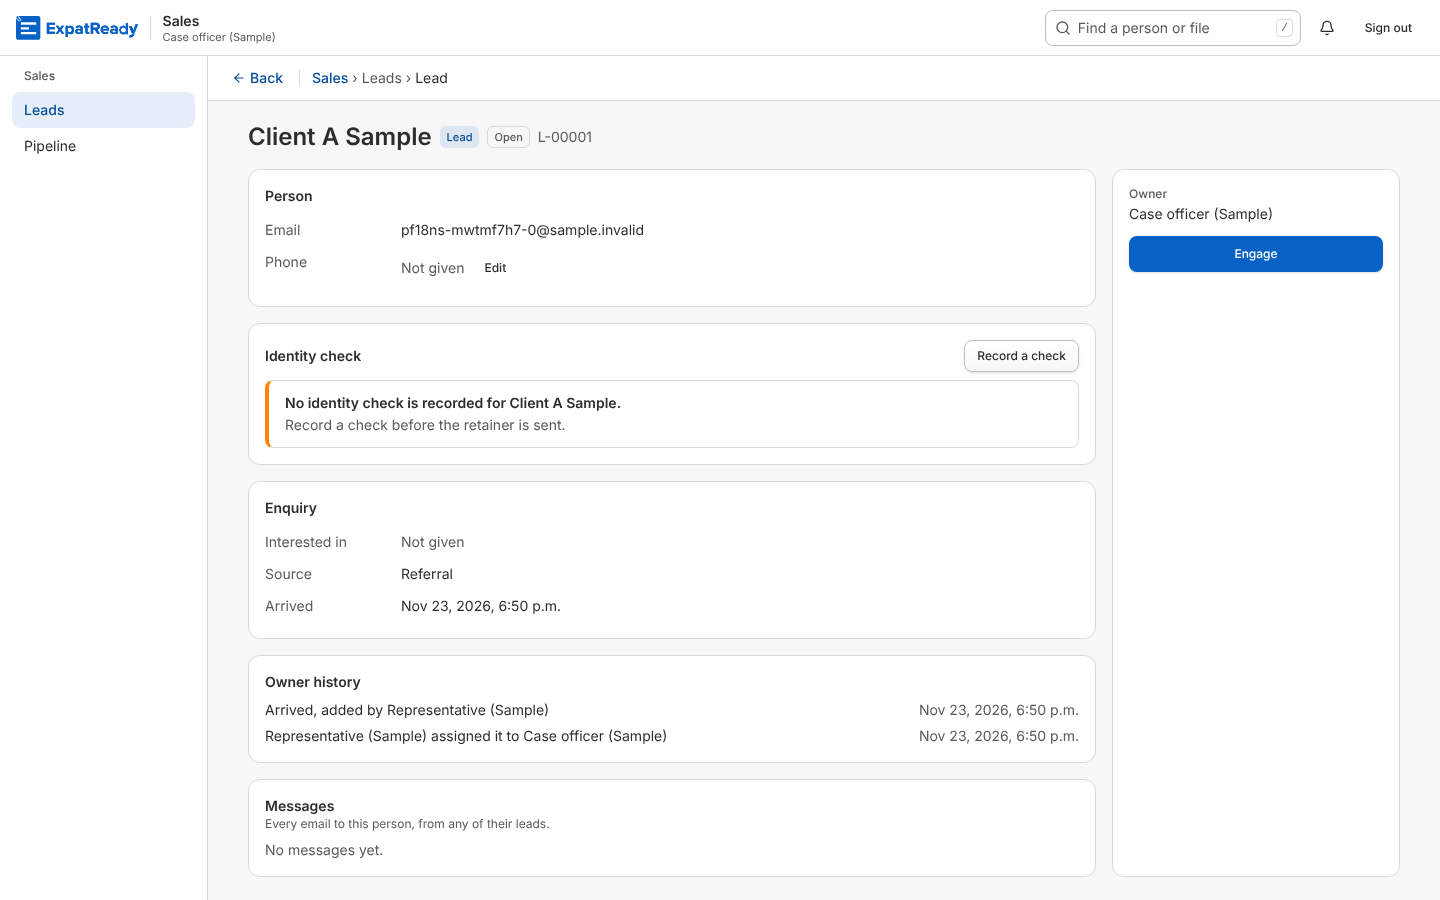 ExpatReady
Sales
Case officer (Sample)
Find a person or file
/
Sign out
Sales
Leads
Pipeline
← Back
Sales › Leads › Lead
Client A Sample Lead Open L-00001
Person
Email pf18ns-mwtmf7h7-0@sample.invalid
Phone Not given Edit
Identity check Record a check
No identity check is recorded for Client A Sample.
Record a check before the retainer is sent.
Enquiry
Interested in Not given
Source Referral
Arrived Nov 23, 2026, 6:50 p.m.
Owner history
Arrived, added by Representative (Sample) Nov 23, 2026, 6:50 p.m.
Representative (Sample) assigned it to Case officer (Sample) Nov 23, 2026, 6:50 p.m.
Messages
Every email to this person, from any of their leads.
No messages yet.
Owner
Case officer (Sample)
Engage